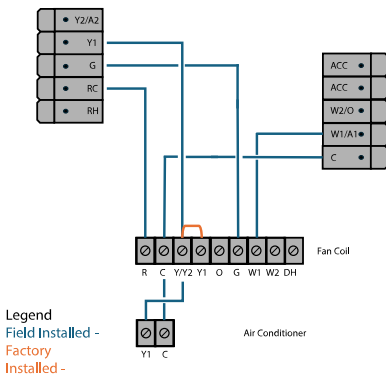 Y2/A2
Y1
G
RC
RH
ACC
ACC
W2/O
W1/A1
C
Fan Coil
R C Y/Y2 Y1 O G W1 W2 DH
Legend
Field Installed -
Factory
Installed -
Air Conditioner
Y1 C